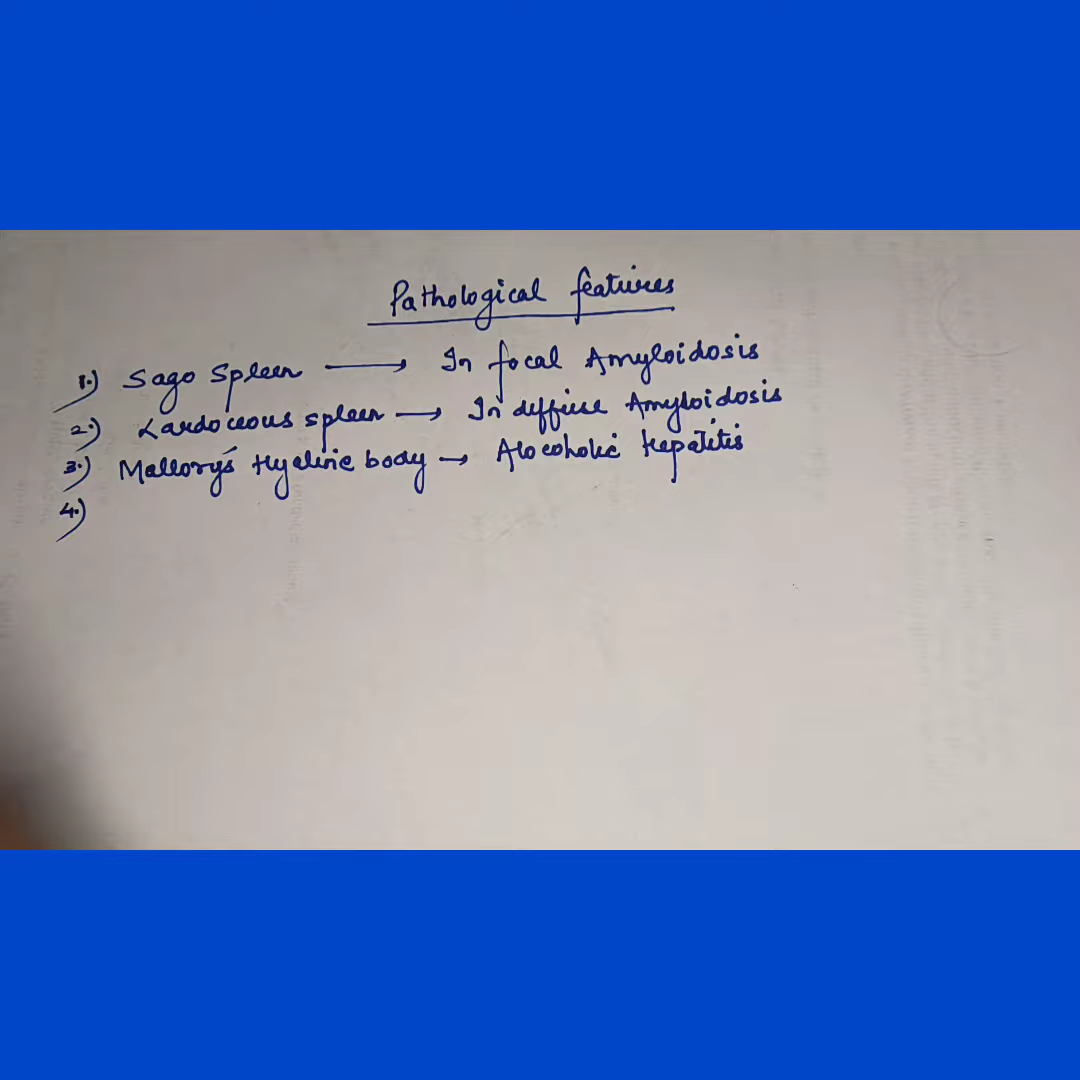 Pathological features
1.) Sago Spleen → In focal Amyloidosis
2.) Lardoceous spleen → In diffuse Amyloidosis
3.) Mallory's Hyaline body → Alocoholic Hepatitis
4.)